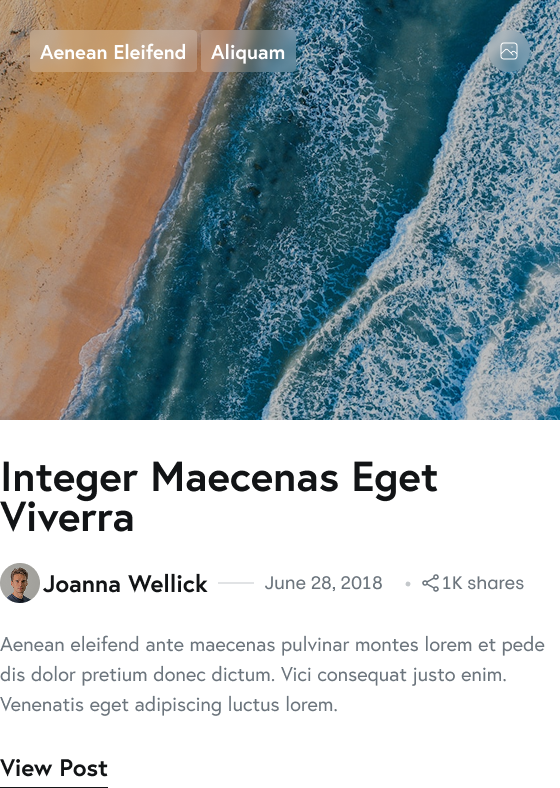 Aenean Eleifend Aliquam
Integer Maecenas Eget
Viverra
Joanna Wellick June 28, 2018 • 1K shares
Aenean eleifend ante maecenas pulvinar montes lorem et pede
dis dolor pretium donec dictum. Vici consequat justo enim.
Venenatis eget adipiscing luctus lorem.
View Post